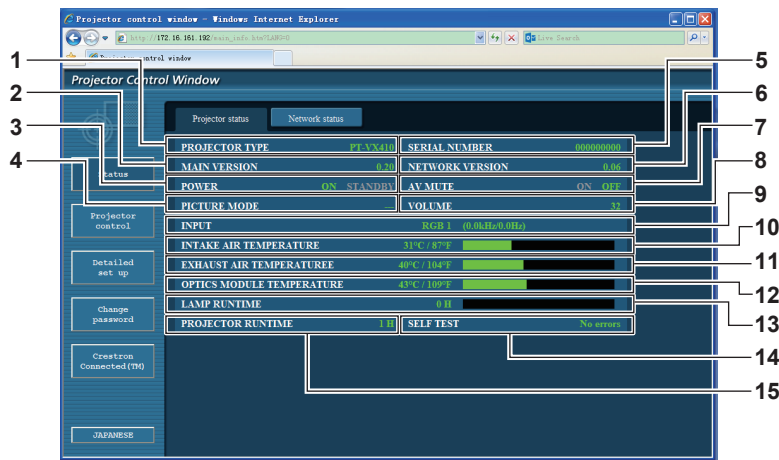 Projector control window - Windows Internet Explorer
http://172.16.161.192/main_info.htm?LANG=0
Live Search
Projector control window
Projector Control Window
Projector status Network status
PROJECTOR TYPE PT-VX410 SERIAL NUMBER 000000000
MAIN VERSION 0.20 NETWORK VERSION 0.06
POWER ON STANDBY AV MUTE ON OFF
PICTURE MODE --- VOLUME 32
INPUT RGB 1 (0.0kHz/0.0Hz)
INTAKE AIR TEMPERATURE 31°C / 87°F
EXHAUST AIR TEMPERATUREE 40°C / 104°F
OPTICS MODULE TEMPERATURE 43°C / 109°F
LAMP RUNTIME 0 H
PROJECTOR RUNTIME 1 H SELF TEST No errors
Status
Projector
control
Detailed
set up
Change
password
Crestron
Connected(TM)
JAPANESE
1
2
3
4
5
6
7
8
9
10
11
12
13
14
15